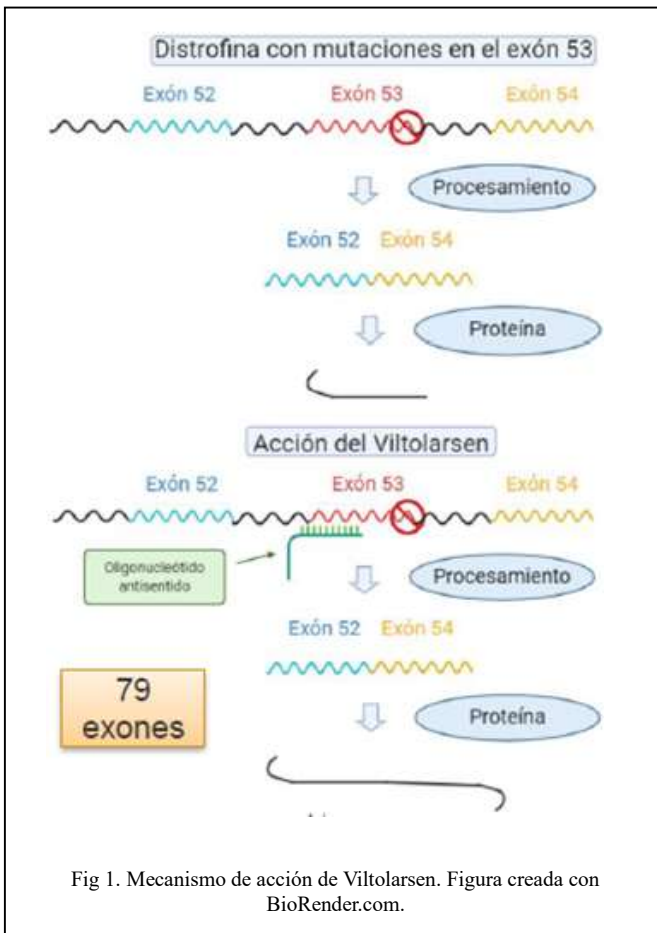 Distrofina con mutaciones en el exón 53
Exón 52 Exón 53 Exón 54
Procesamiento
Exón 52 Exón 54
Proteína
Acción del Viltolarsen
Exón 52 Exón 53 Exón 54
Oligonucleótido
antisentido
Procesamiento
Exón 52 Exón 54
79
exones
Proteína
Fig 1. Mecanismo de acción de Viltolarsen. Figura creada con
BioRender.com.